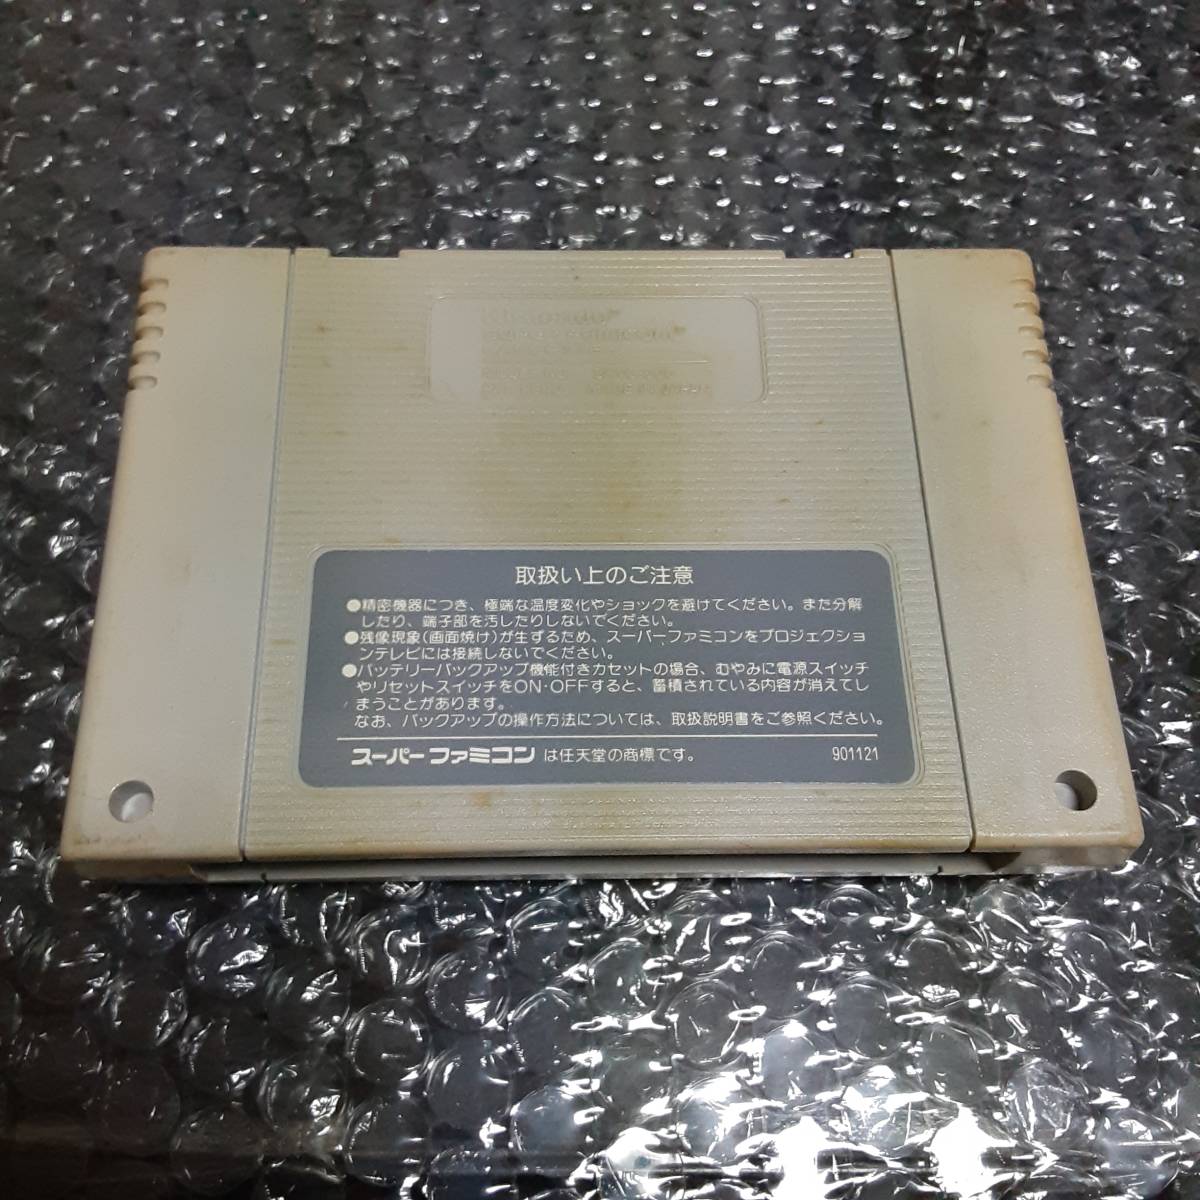 Nintendo®
取扱い上のご注意
●精密機器につき、極端な温度変化やショックを避けてください。また分解
したり、端子部を汚したりしないでください。
●残像現象(画面焼け)が生ずるため、スーパーファミコンをプロジェクショ
ンテレビには接続しないでください。
●バッテリーバックアップ機能付きカセットの場合、むやみに電源スイッチ
やリセットスイッチをON・OFFすると、蓄積されている内容が消えてし
まうことがあります。
なお、バックアップの操作方法については、取扱説明書をご参照ください。
スーパーファミコン は任天堂の商標です。 901121